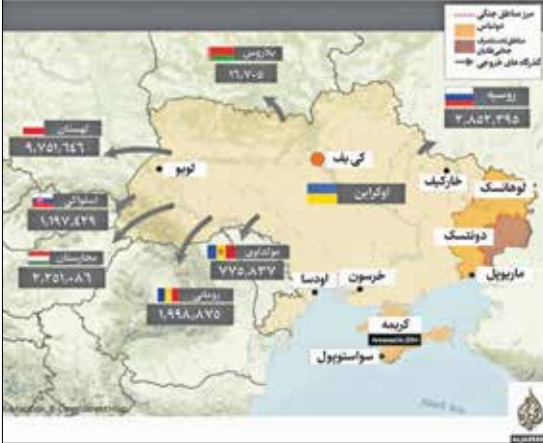 مرز مناطق جنگی
دونباس
گذرگاه های خروجی
بلاروس
۱۶,۷۰۵
روسیه
۲,۸۵۲,۳۹۵
لهستان
۹,۷۵۱,۶۴۶
لویو
کی یف
خارکیف
لوهانسک
اوکراین
اسلواکی
۱,۱۹۷,۴۲۹
دونتسک
مجارستان
۲,۲۵۱,۰۸۶
مولداوی
۷۷۵,۸۳۷
ماریوپل
رومانی
۱,۹۹۸,۸۷۵
اودسا
خرسون
کریمه
سواستوپول
ALJAZEERA